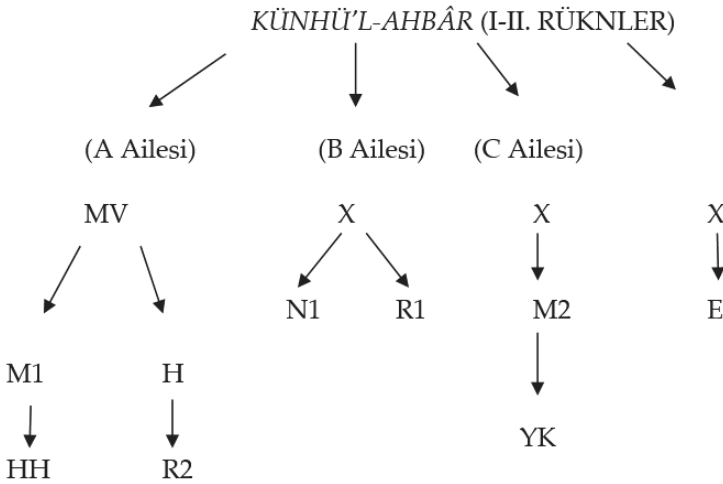 KÜNHÜ'L-AHBÂR (I-II. RÜKNLER)
(A Ailesi) (B Ailesi) (C Ailesi)
MV X X X
N1 R1 M2 E
M1 H
YK
HH R2